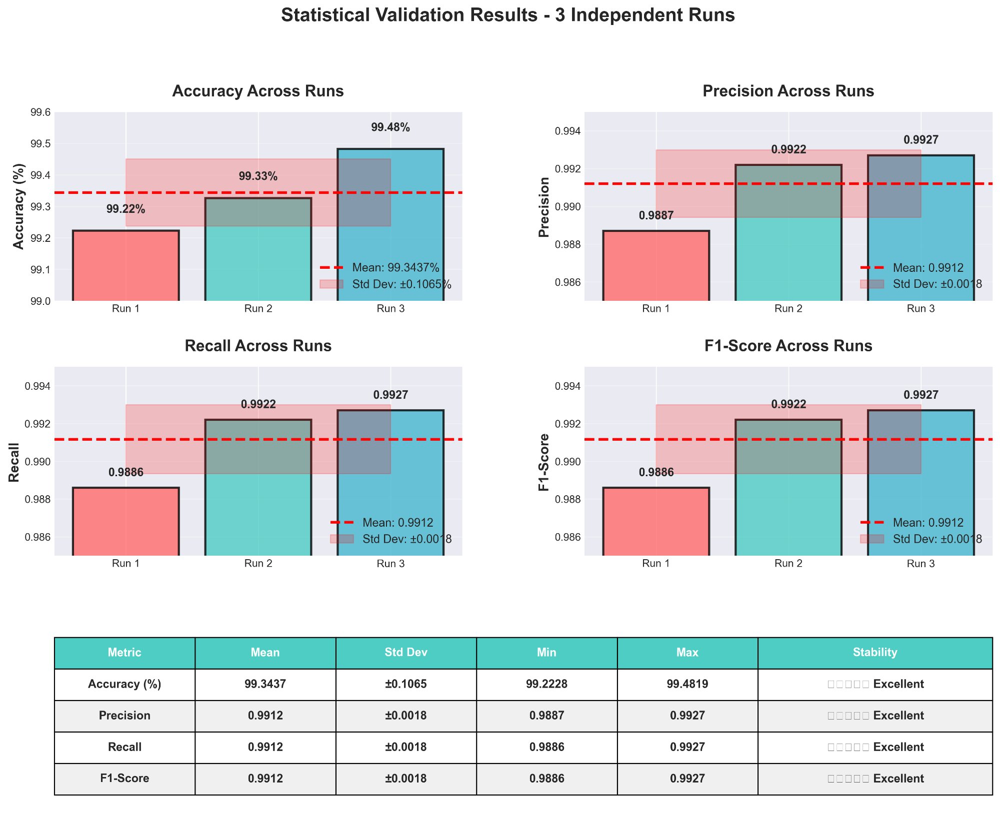 Statistical Validation Results - 3 Independent Runs
Accuracy Across Runs
Accuracy (%)
99.6
99.5
99.4
99.3
99.2
99.1
99.0
99.22%
99.33%
99.48%
Mean: 99.3437%
Std Dev: ±0.1065%
Run 1
Run 2
Run 3
Precision Across Runs
Precision
0.994
0.992
0.990
0.988
0.986
0.9887
0.9922
0.9927
Mean: 0.9912
Std Dev: ±0.0018
Run 1
Run 2
Run 3
Recall Across Runs
Recall
0.994
0.992
0.990
0.988
0.986
0.9886
0.9922
0.9927
Mean: 0.9912
Std Dev: ±0.0018
Run 1
Run 2
Run 3
F1-Score Across Runs
F1-Score
0.994
0.992
0.990
0.988
0.986
0.9886
0.9922
0.9927
Mean: 0.9912
Std Dev: ±0.0018
Run 1
Run 2
Run 3
Metric Mean Std Dev Min Max Stability
Accuracy (%) 99.3437 ±0.1065 99.2228 99.4819 □□□□□ Excellent
Precision 0.9912 ±0.0018 0.9887 0.9927 □□□□□ Excellent
Recall 0.9912 ±0.0018 0.9886 0.9927 □□□□□ Excellent
F1-Score 0.9912 ±0.0018 0.9886 0.9927 □□□□□ Excellent